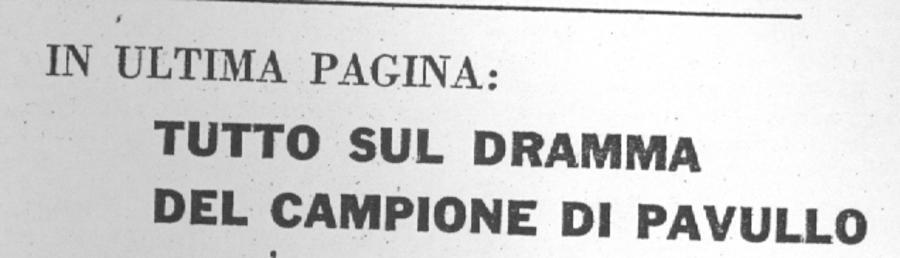 IN ULTIMA PAGINA:
TUTTO SUL DRAMMA
DEL CAMPIONE DI PAVULLO